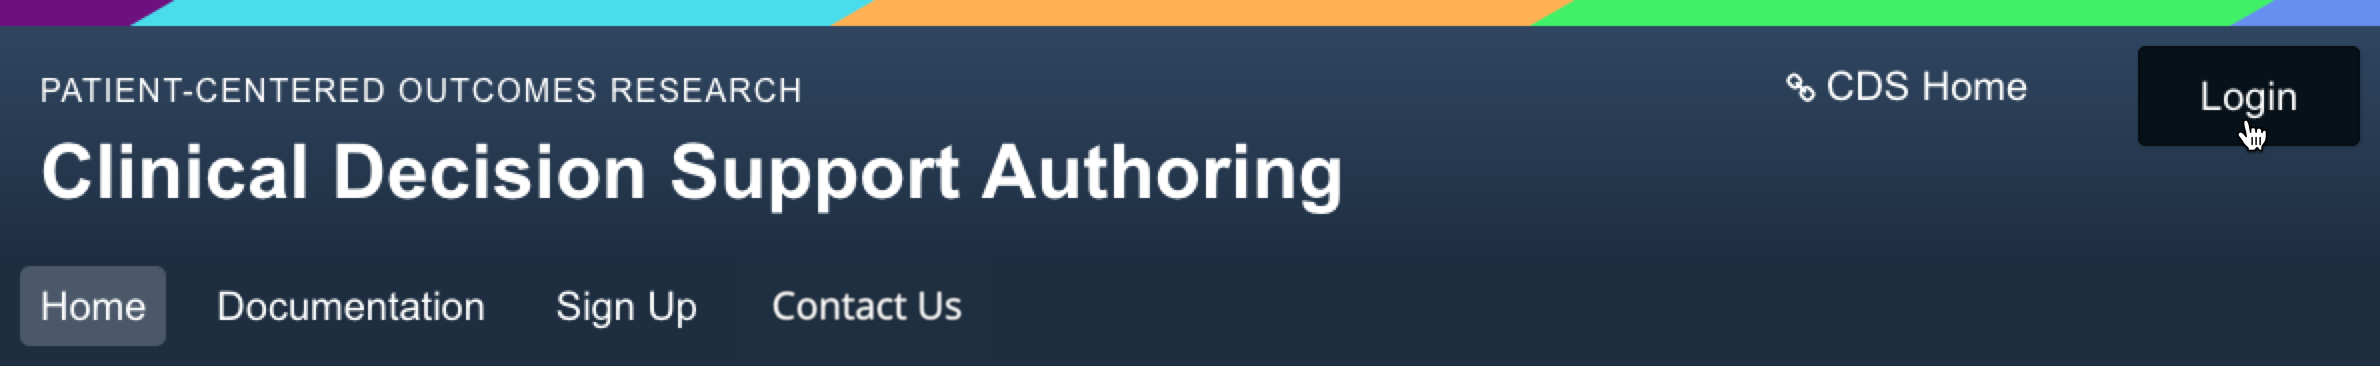 PATIENT-CENTERED OUTCOMES RESEARCH
CDS Home
Login
Clinical Decision Support Authoring
Home Documentation Sign Up Contact Us